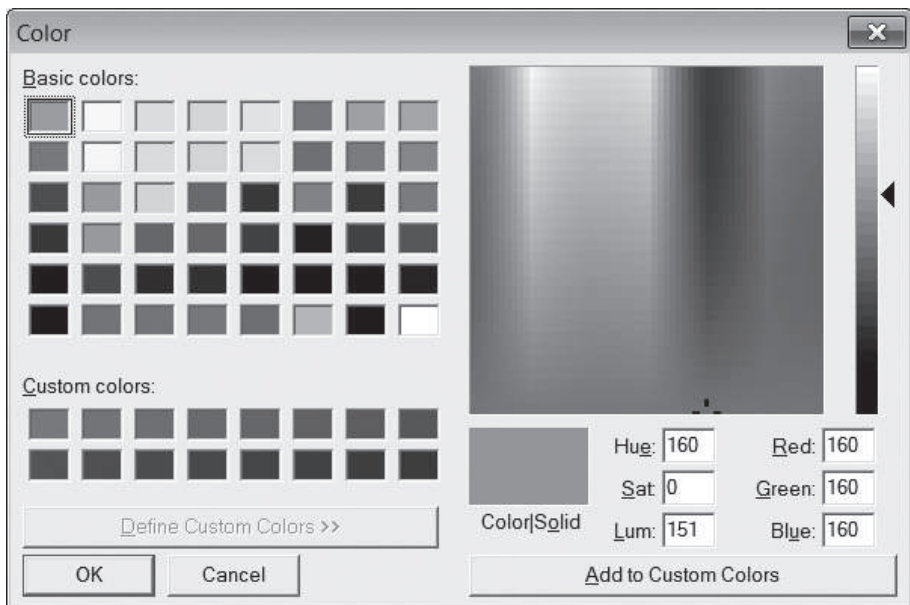 Color
Basic colors:
Custom colors:
Define Custom Colors >>
OK Cancel
Color|Solid
Hue: 160 Red: 160
Sat: 0 Green: 160
Lum: 151 Blue: 160
Add to Custom Colors